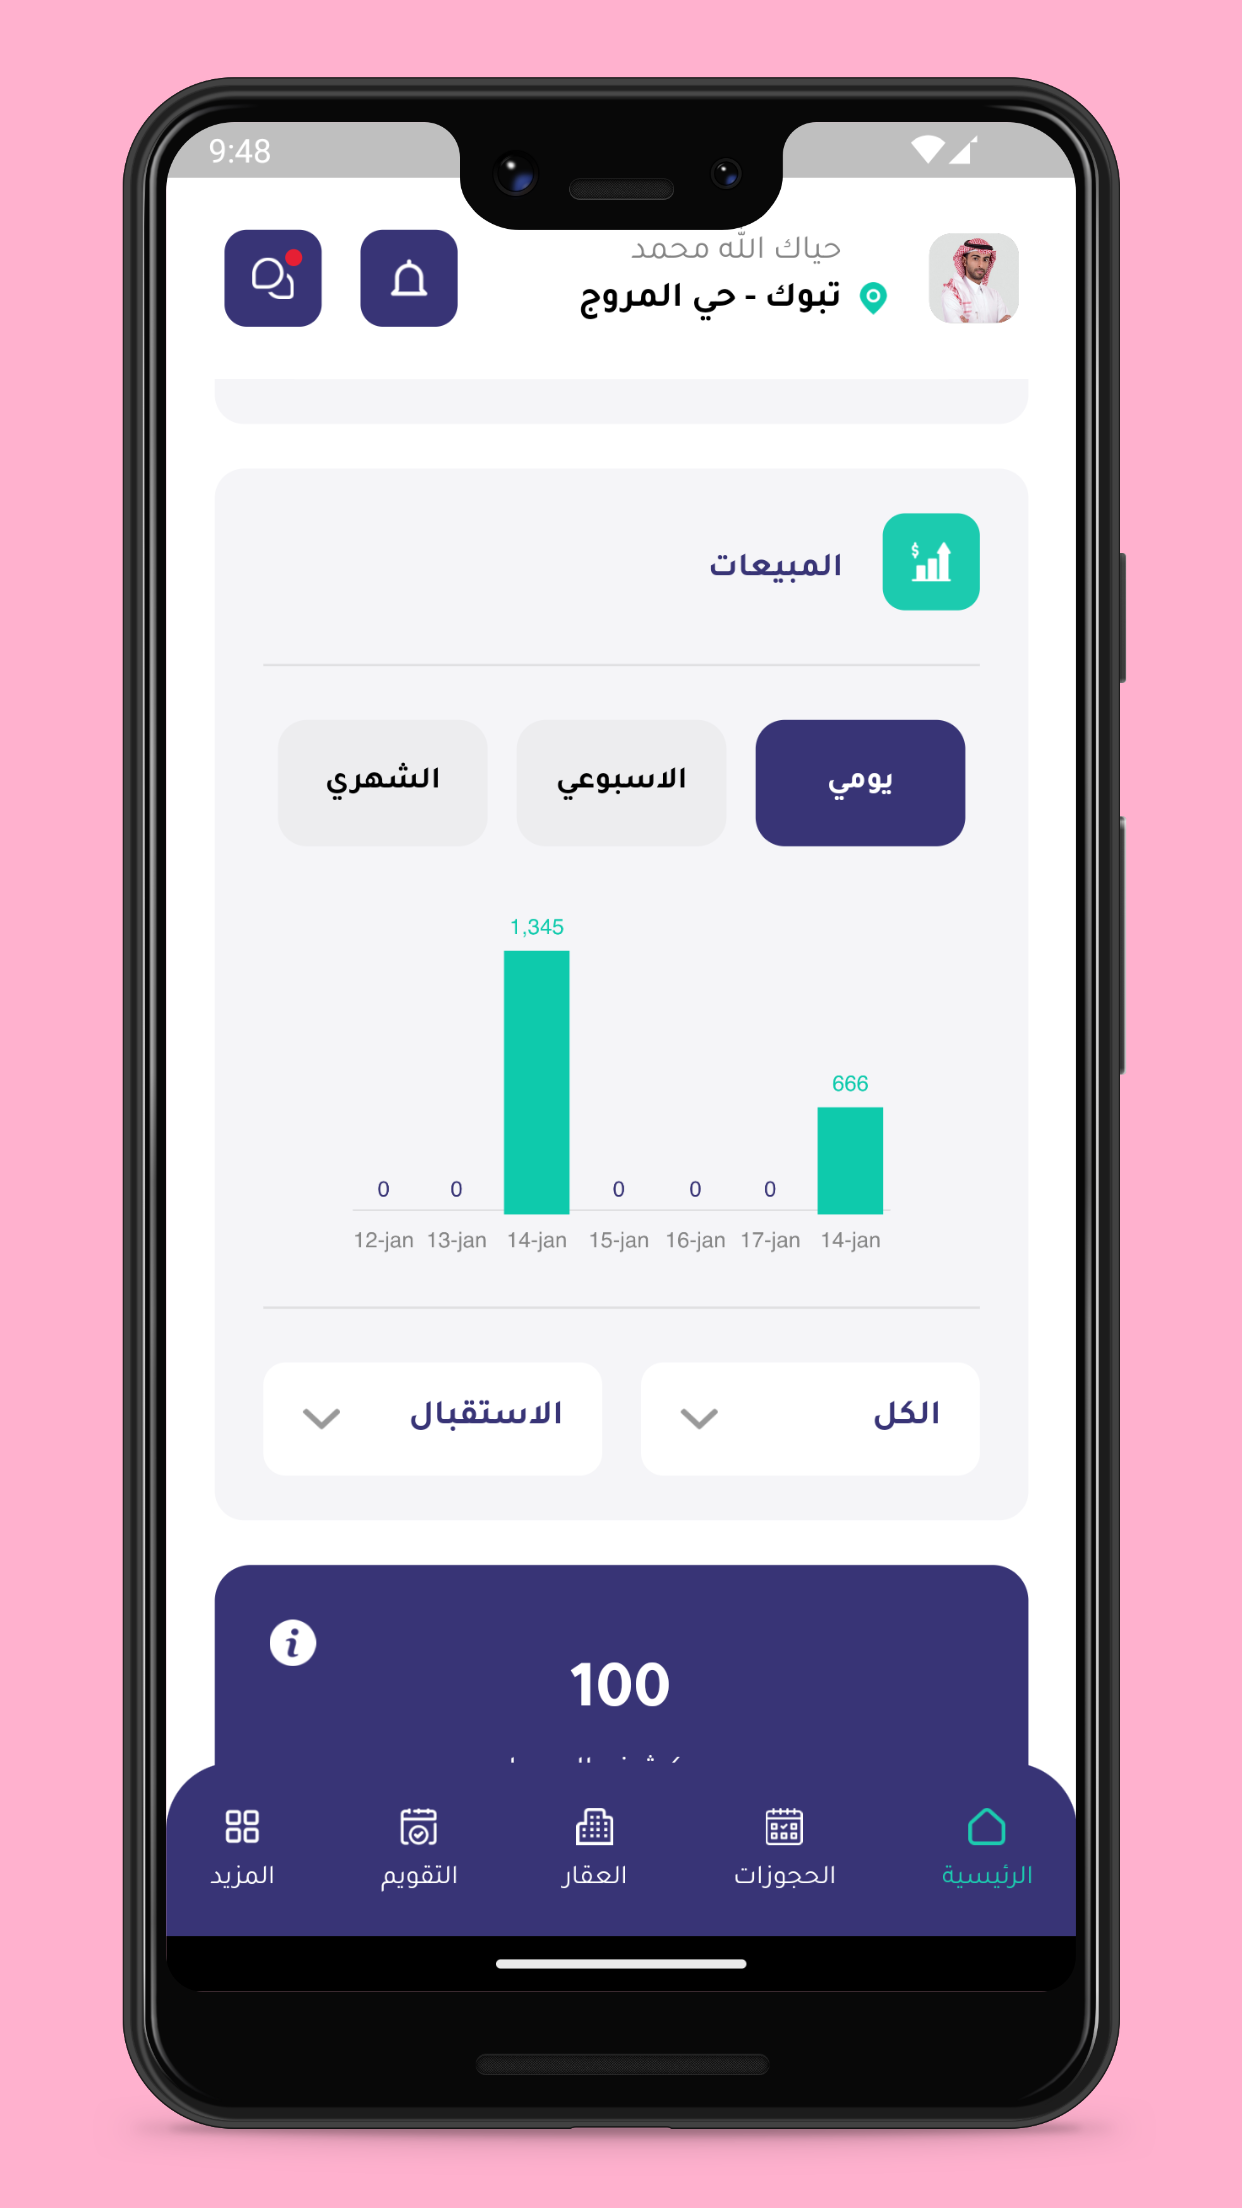 9:48
حياك الله محمد
تبوك - حي المروج
المبيعات
$
يومي الاسبوعي الشهري
1,345
666
0 0 0 0 0
12-jan 13-jan 14-jan 15-jan 16-jan 17-jan 14-jan
الكل الاستقبال
i
100
الرئيسية الحجوزات العقار التقويم المزيد